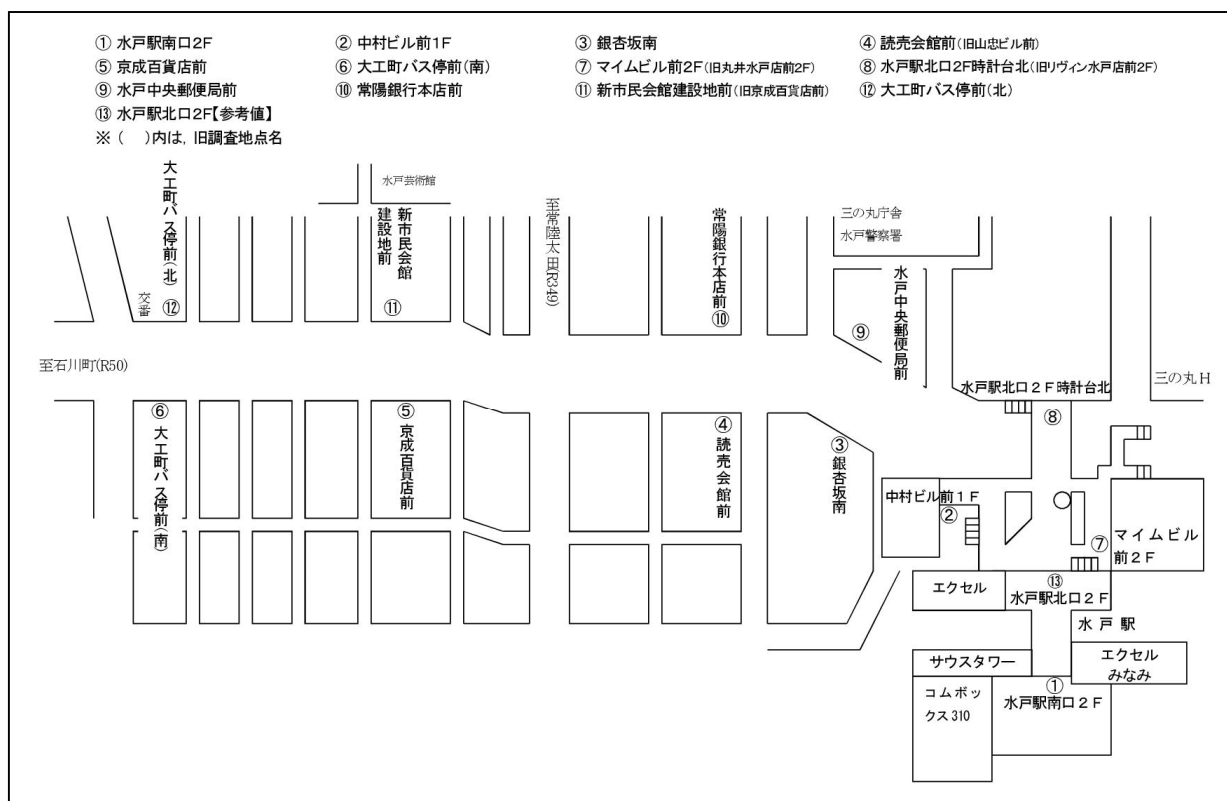 ① 水戸駅南口2F ② 中村ビル前1F ③ 銀杏坂南 ④ 読売会館前(旧山忠ビル前)
⑤ 京成百貨店前 ⑥ 大工町バス停前(南) ⑦ マイムビル前2F(旧丸井水戸店前2F) ⑧ 水戸駅北口2F時計台北(旧リヴィン水戸店前2F)
⑨ 水戸中央郵便局前 ⑩ 常陽銀行本店前 ⑪ 新市民会館建設地前(旧京成百貨店前) ⑫ 大工町バス停前(北)
⑬ 水戸駅北口2F【参考値】
※ (　)内は, 旧調査地点名
大工町バス停前(北)
交番
⑫
水戸芸術館
新市民会館
建設地前
⑪
至常陸太田(R349)
常陽銀行本店前
⑩
三の丸庁舎
水戸警察署
水戸中央郵便局前
⑨
至石川町(R50)
三の丸H
水戸駅北口2F時計台北
⑧
⑥
大工町バス停前(南)
⑤
京成百貨店前
④
読売会館前
③
銀杏坂南
中村ビル前1F
②
⑦
マイムビル
前2F
エクセル
⑬
水戸駅北口2F
水戸駅
サウスタワー
エクセル
みなみ
①
水戸駅南口2F
コムボッ
クス310